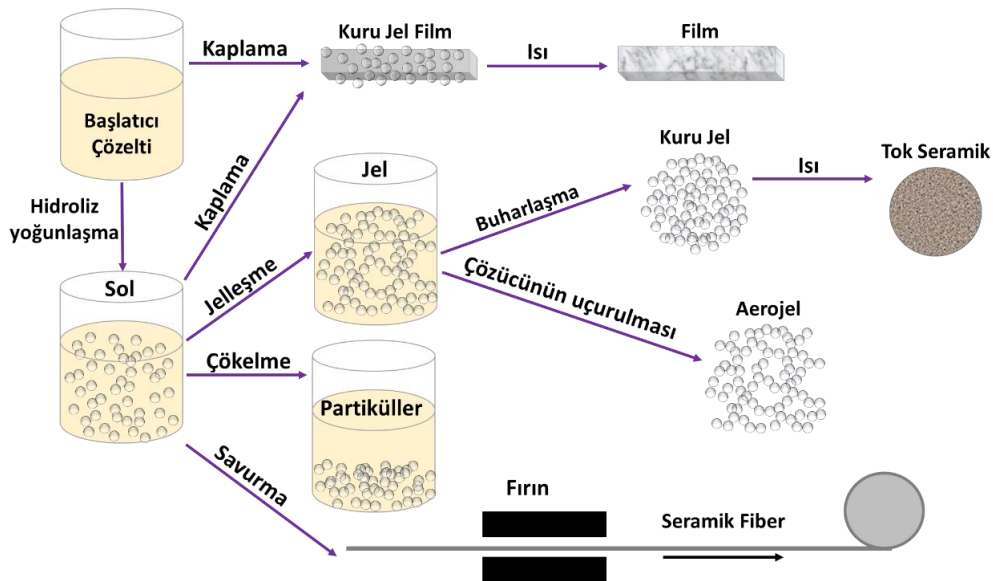 Kaplama
Kuru Jel Film
Isı
Film
Başlatıcı
Çözelti
Hidroliz
yoğunlaşma
Kaplama
Sol
Jelleşme
Jel
Buharlaşma
Kuru Jel
Isı
Tok Seramik
Çözücünün uçurulması
Aerojel
Çökelme
Partiküller
Savurma
Fırın
Seramik Fiber